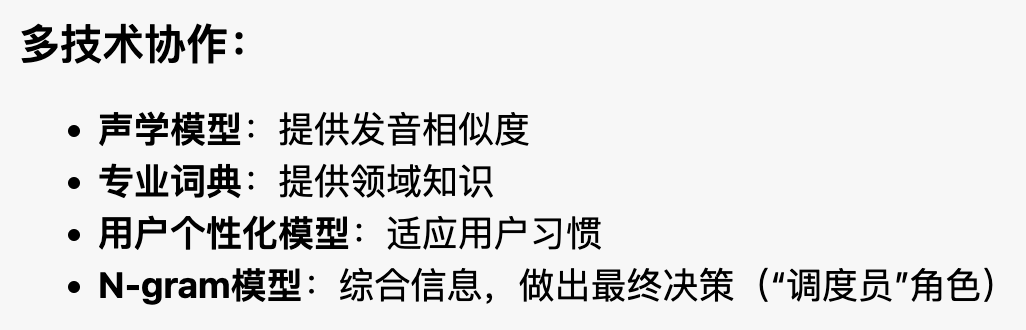 多技术协作：
• 声学模型：提供发音相似度
• 专业词典：提供领域知识
• 用户个性化模型：适应用户习惯
• N-gram模型：综合信息，做出最终决策（“调度员”角色）